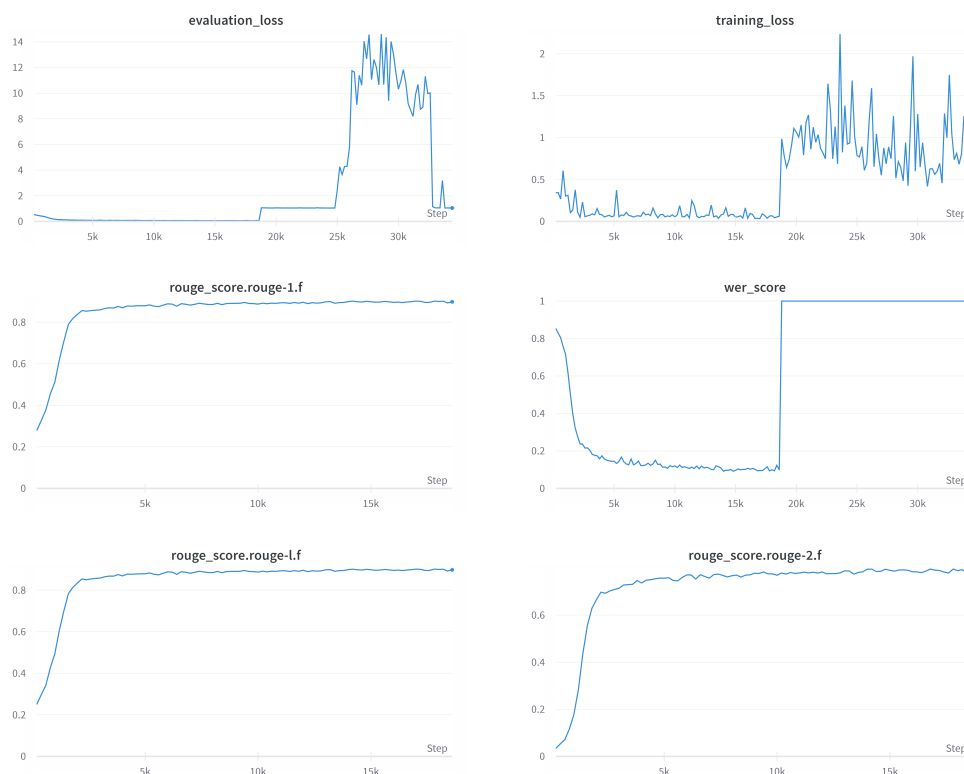 evaluation_loss
14
12
10
8
6
4
2
0
5k 10k 15k 20k 25k 30k
Step
training_loss
2
1.5
1
0.5
0
5k 10k 15k 20k 25k 30k
Step
rouge_score.rouge-1.f
0.8
0.6
0.4
0.2
0
5k 10k 15k
Step
wer_score
1
0.8
0.6
0.4
0.2
0
5k 10k 15k 20k 25k 30k
Step
rouge_score.rouge-l.f
0.8
0.6
0.4
0.2
0
5k 10k 15k
Step
rouge_score.rouge-2.f
0.6
0.4
0.2
0
5k 10k 15k
Step